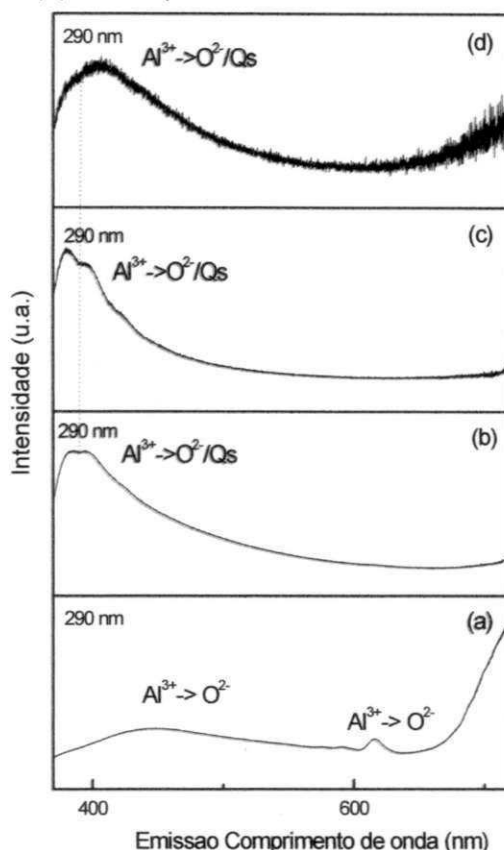 290 nm
Al³⁺->O²⁻/Qs
(d)
290 nm
Al³⁺->O²⁻/Qs
(c)
290 nm
Al³⁺->O²⁻/Qs
(b)
290 nm
(a)
Al³⁺-> O²⁻
Al³⁺-> O²⁻
Intensidade (u.a.)
400
600
Emissao Comprimento de onda (nm)